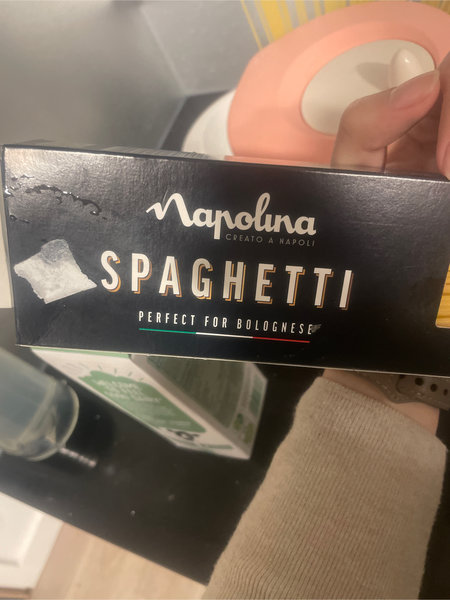 Napolina
CREATO A NAPOLI
SPAGHETTI
PERFECT FOR BOLOGNESE